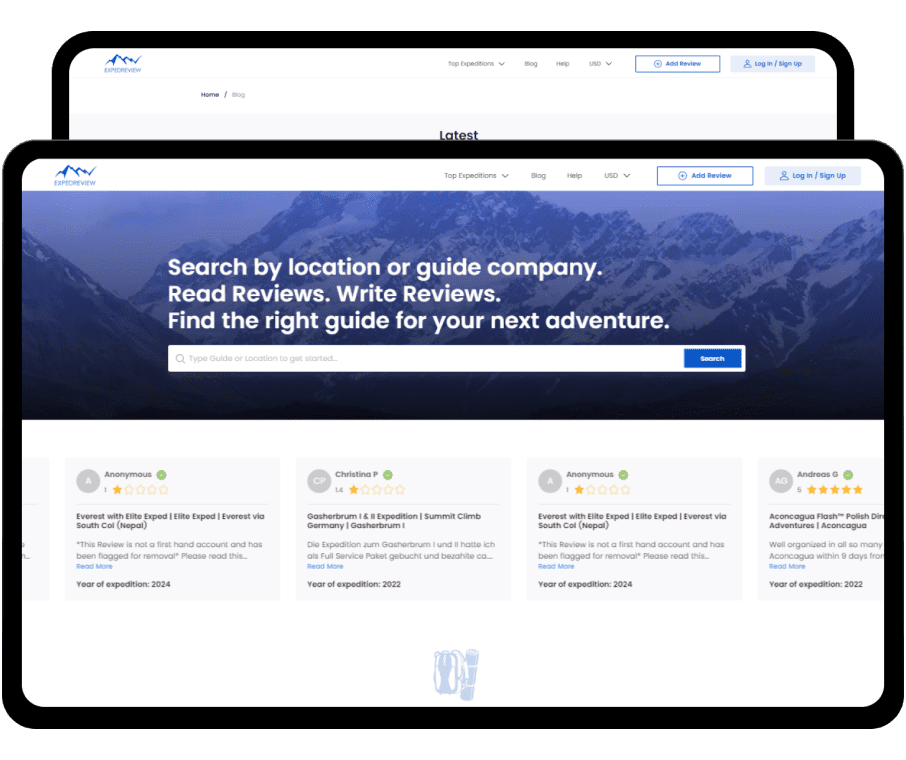 EXPEDREVIEW
Top Expeditions
Blog
Help
USD
Add Review
Log In / Sign Up
Home / Blog
Latest
EXPEDREVIEW
Top Expeditions
Blog
Help
USD
Add Review
Log In / Sign Up
Search by location or guide company.
Read Reviews. Write Reviews.
Find the right guide for your next adventure.
Type Guide or Location to get started...
Search
A
Anonymous
1
Everest with Elite Exped | Elite Exped | Everest via
South Col (Nepal)
*This Review is not a first hand account and has
been flagged for removal* Please read this...
Read More
Year of expedition: 2024
CP
Christina P
1.4
Gasherbrum I & II Expedition | Summit Climb
Germany | Gasherbrum I
Die Expedition zum Gasherbrum I und II hatte ich
als Full Service Paket gebucht und bezahlte ca....
Read More
Year of expedition: 2022
A
Anonymous
1
Everest with Elite Exped | Elite Exped | Everest via
South Col (Nepal)
*This Review is not a first hand account and has
been flagged for removal* Please read this...
Read More
Year of expedition: 2024
AG
Andreas G
5
Aconcagua Flash™ Polish Dire
Adventures | Aconcagua
Well organized in all so many
Aconcagua within 9 days from
Read More
Year of expedition: 2022